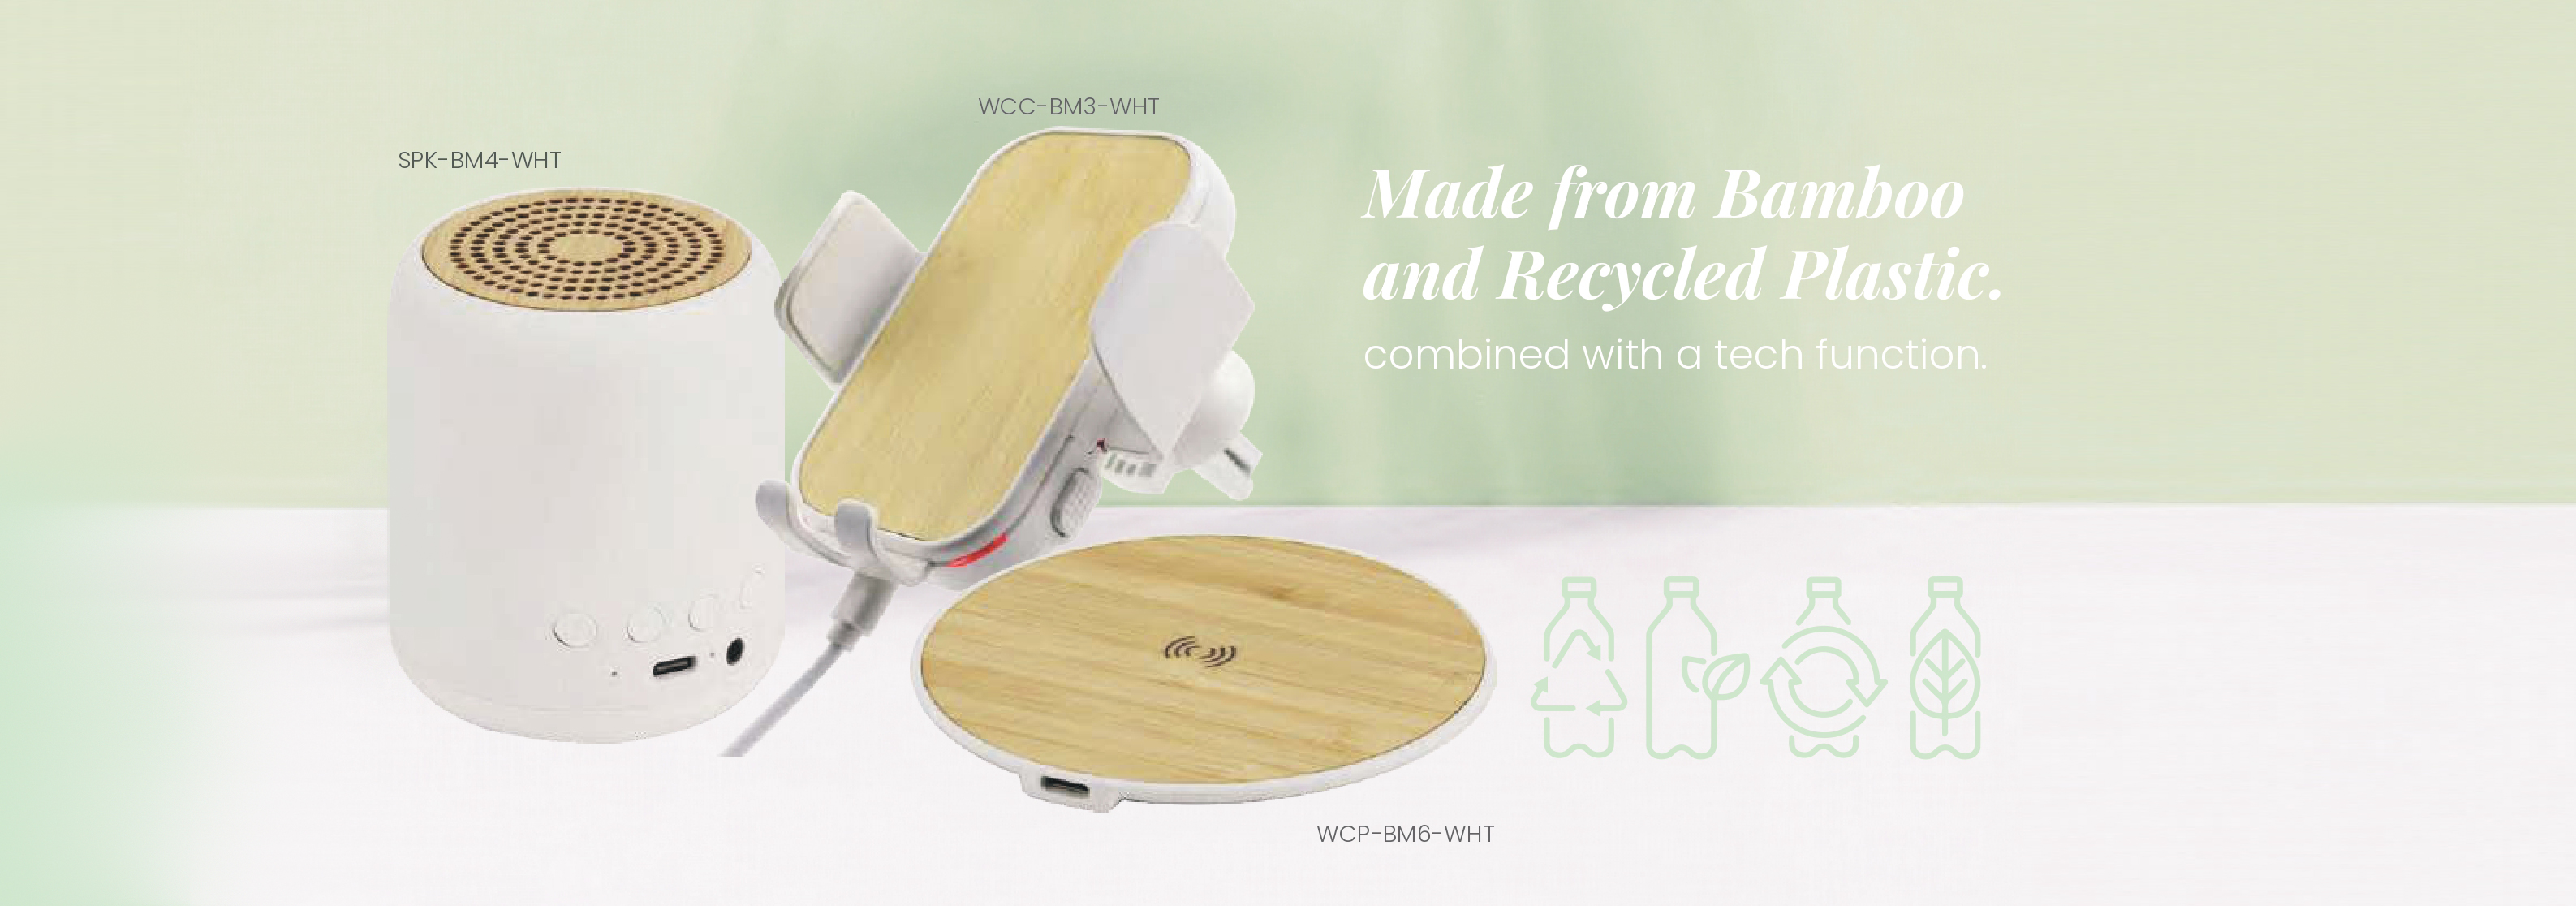 WCC-BM3-WHT
SPK-BM4-WHT
Made from Bamboo
and Recycled Plastic.
combined with a tech function.
WCP-BM6-WHT